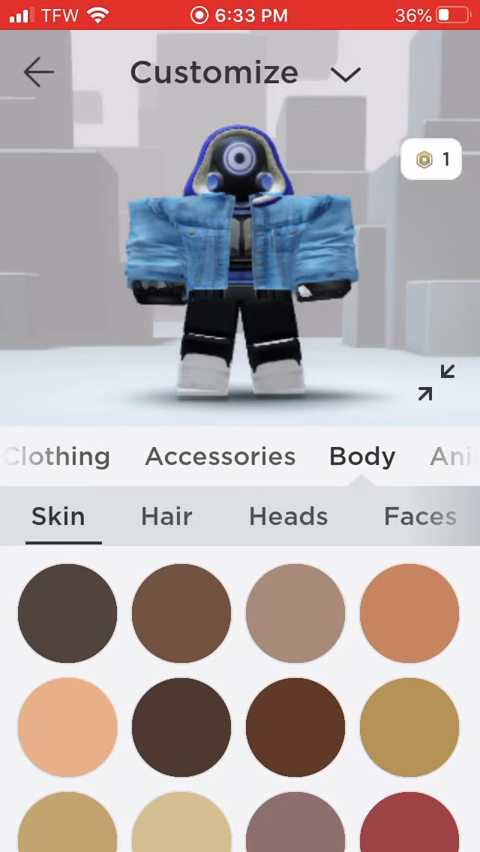 TFW 6:33 PM 36%
Customize
1
Clothing Accessories Body Ani
Skin Hair Heads Faces